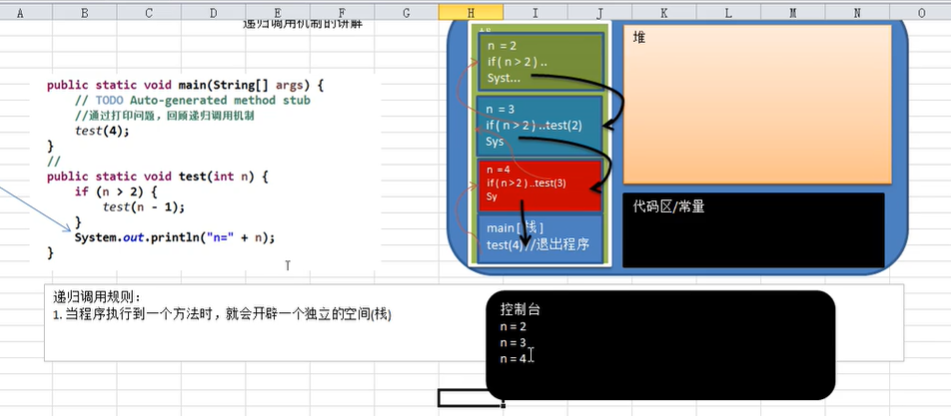 A B C D E F G H I J K L M N O
递归调用机制的讲解
public static void main(String[] args) {
// TODO Auto-generated method stub
//通过打印问题，回顾递归调用机制
test(4);
}
//
public static void test(int n) {
if (n > 2) {
test(n - 1);
}
System.out.println("n=" + n);
}
n = 2
if ( n > 2 ) ..
Syst...
n = 3
if ( n > 2 ) ..test(2)
Sys
n =4
if( n >2 ) ..test(3)
Sy
main [ 栈 ]
test(4)//退出程序
堆
代码区/常量
递归调用规则：
1. 当程序执行到一个方法时，就会开辟一个独立的空间(栈)
控制台
n = 2
n = 3
n = 4